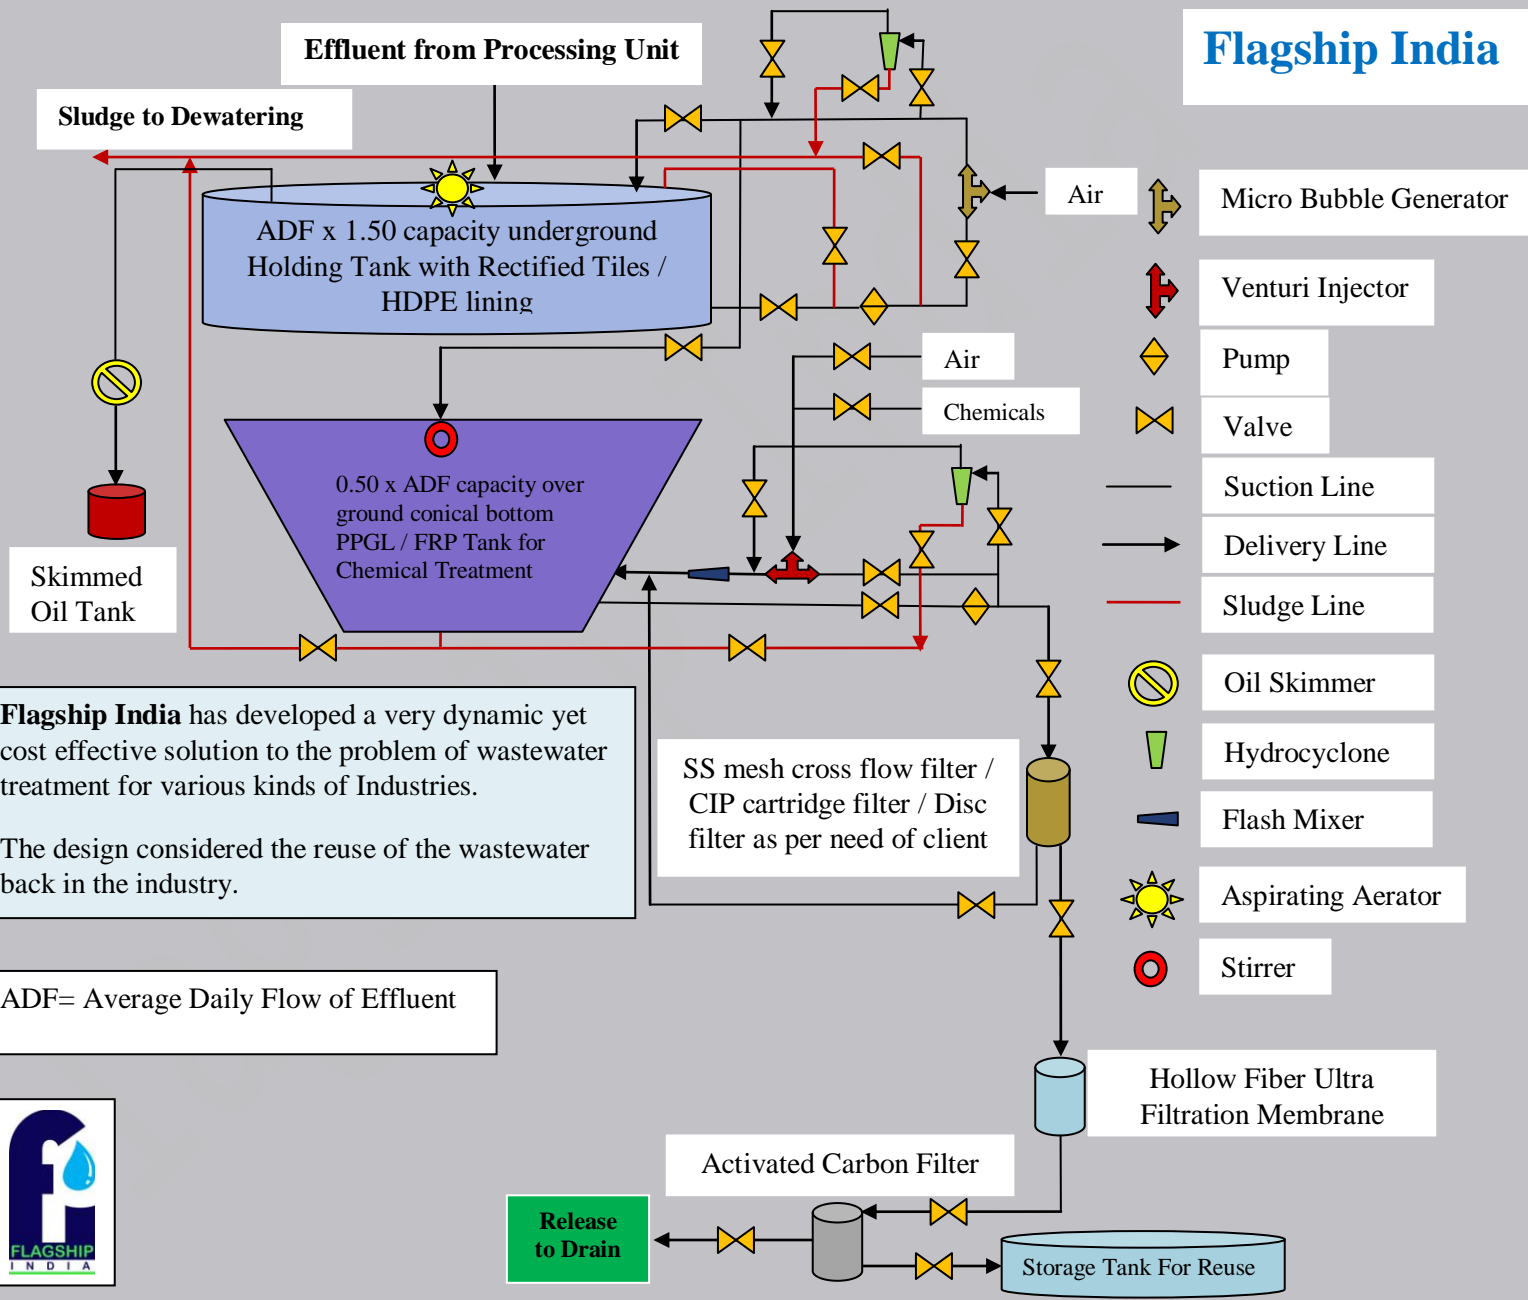 Flagship India
Effluent from Processing Unit
Sludge to Dewatering
Air
Micro Bubble Generator
ADF x 1.50 capacity underground
Holding Tank with Rectified Tiles /
HDPE lining
Venturi Injector
Air
Pump
Chemicals
Valve
0.50 x ADF capacity over
ground conical bottom
PPGL / FRP Tank for
Chemical Treatment
Suction Line
Delivery Line
Skimmed
Oil Tank
Sludge Line
Oil Skimmer
Flagship India has developed a very dynamic yet
cost effective solution to the problem of wastewater
treatment for various kinds of Industries.
The design considered the reuse of the wastewater
back in the industry.
SS mesh cross flow filter /
CIP cartridge filter / Disc
filter as per need of client
Hydrocyclone
Flash Mixer
Aspirating Aerator
Stirrer
ADF= Average Daily Flow of Effluent
Hollow Fiber Ultra
Filtration Membrane
Activated Carbon Filter
Release
to Drain
Storage Tank For Reuse
FLAGSHIP
INDIA